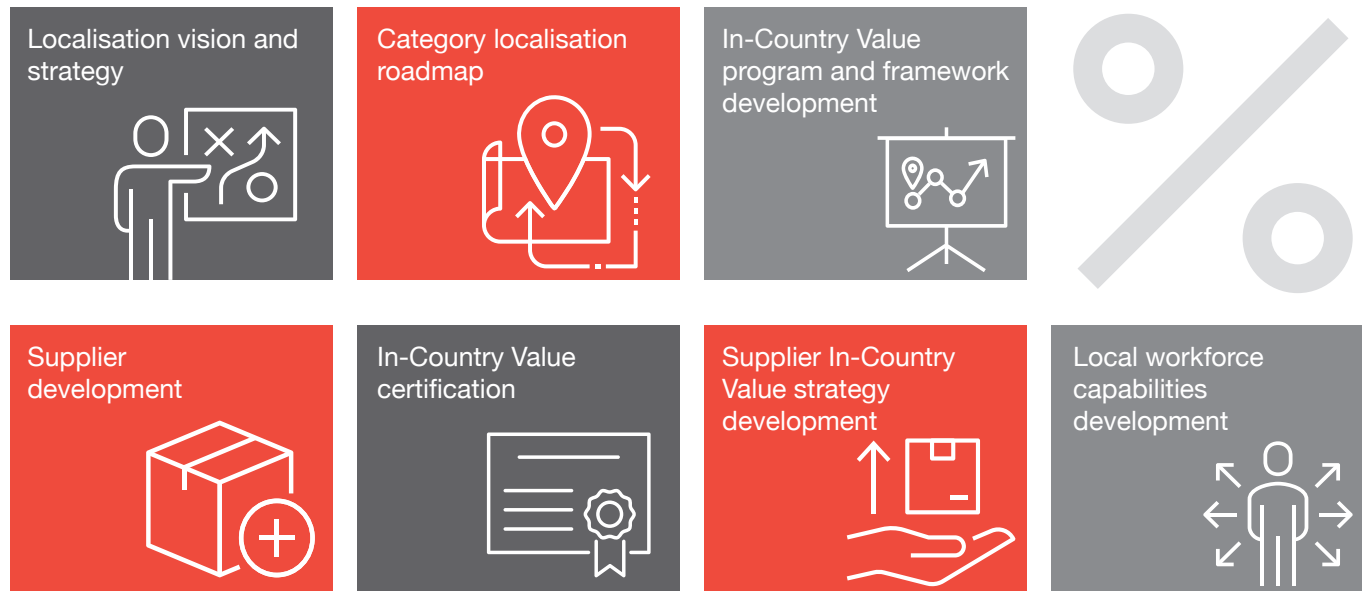 Localisation vision and
strategy
Category localisation
roadmap
In-Country Value
program and framework
development
Supplier
development
In-Country Value
certification
Supplier In-Country
Value strategy
development
Local workforce
capabilities
development